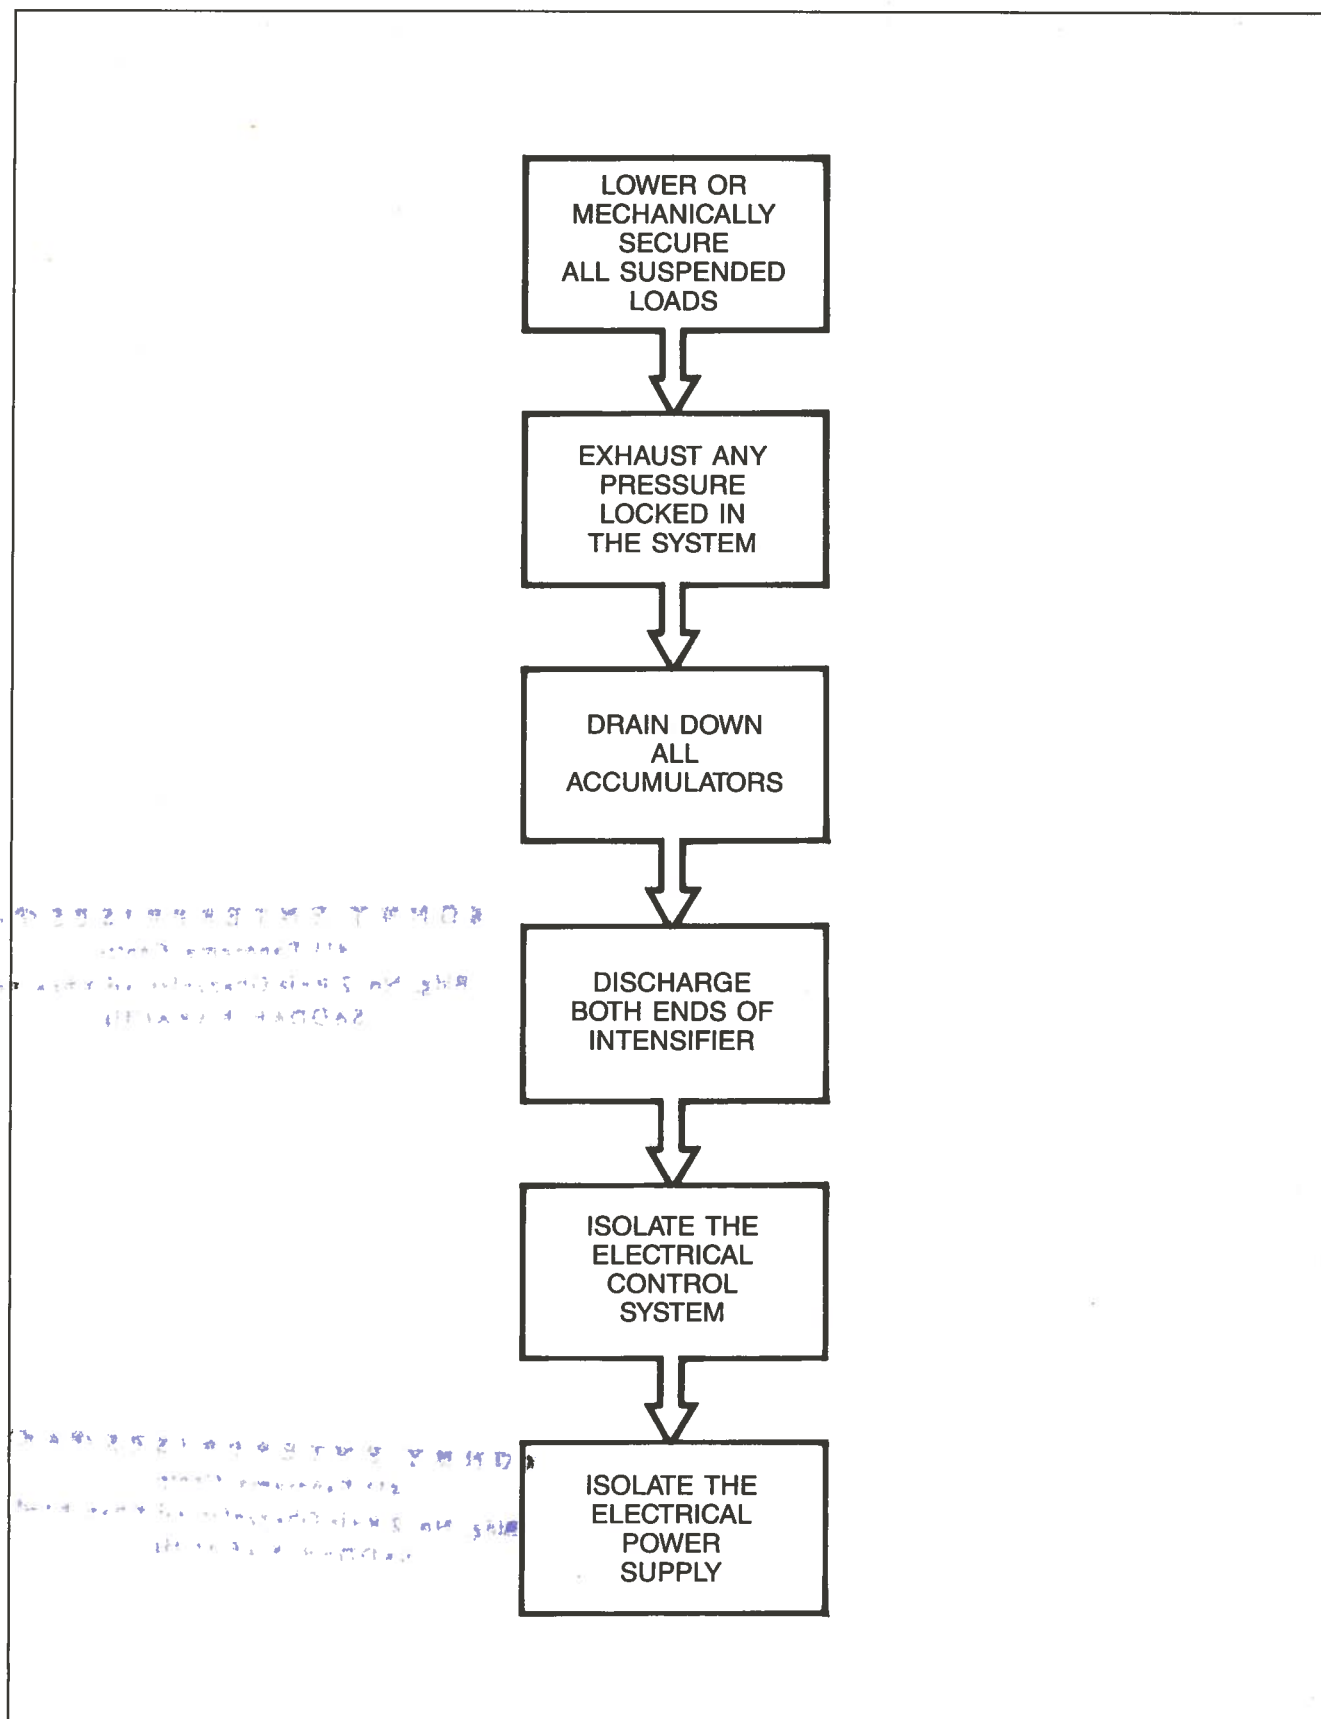 LOWER OR
MECHANICALLY
SECURE
ALL SUSPENDED
LOADS
EXHAUST ANY
PRESSURE
LOCKED IN
THE SYSTEM
DRAIN DOWN
ALL
ACCUMULATORS
DISCHARGE
BOTH ENDS OF
INTENSIFIER
ISOLATE THE
ELECTRICAL
CONTROL
SYSTEM
ISOLATE THE
ELECTRICAL
POWER
SUPPLY